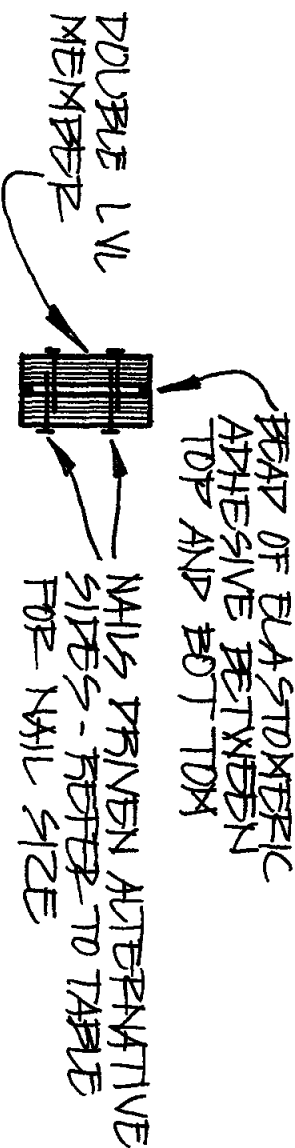 DOUBLE LVL
MEMBER
BEAD OF ELASTOMERIC
ADHESIVE BETWEEN
TOP AND BOTTOM
NAILS DRIVEN ALTERNATIVE
SIDES - REFER TO TABLE
FOR NAIL SIZE